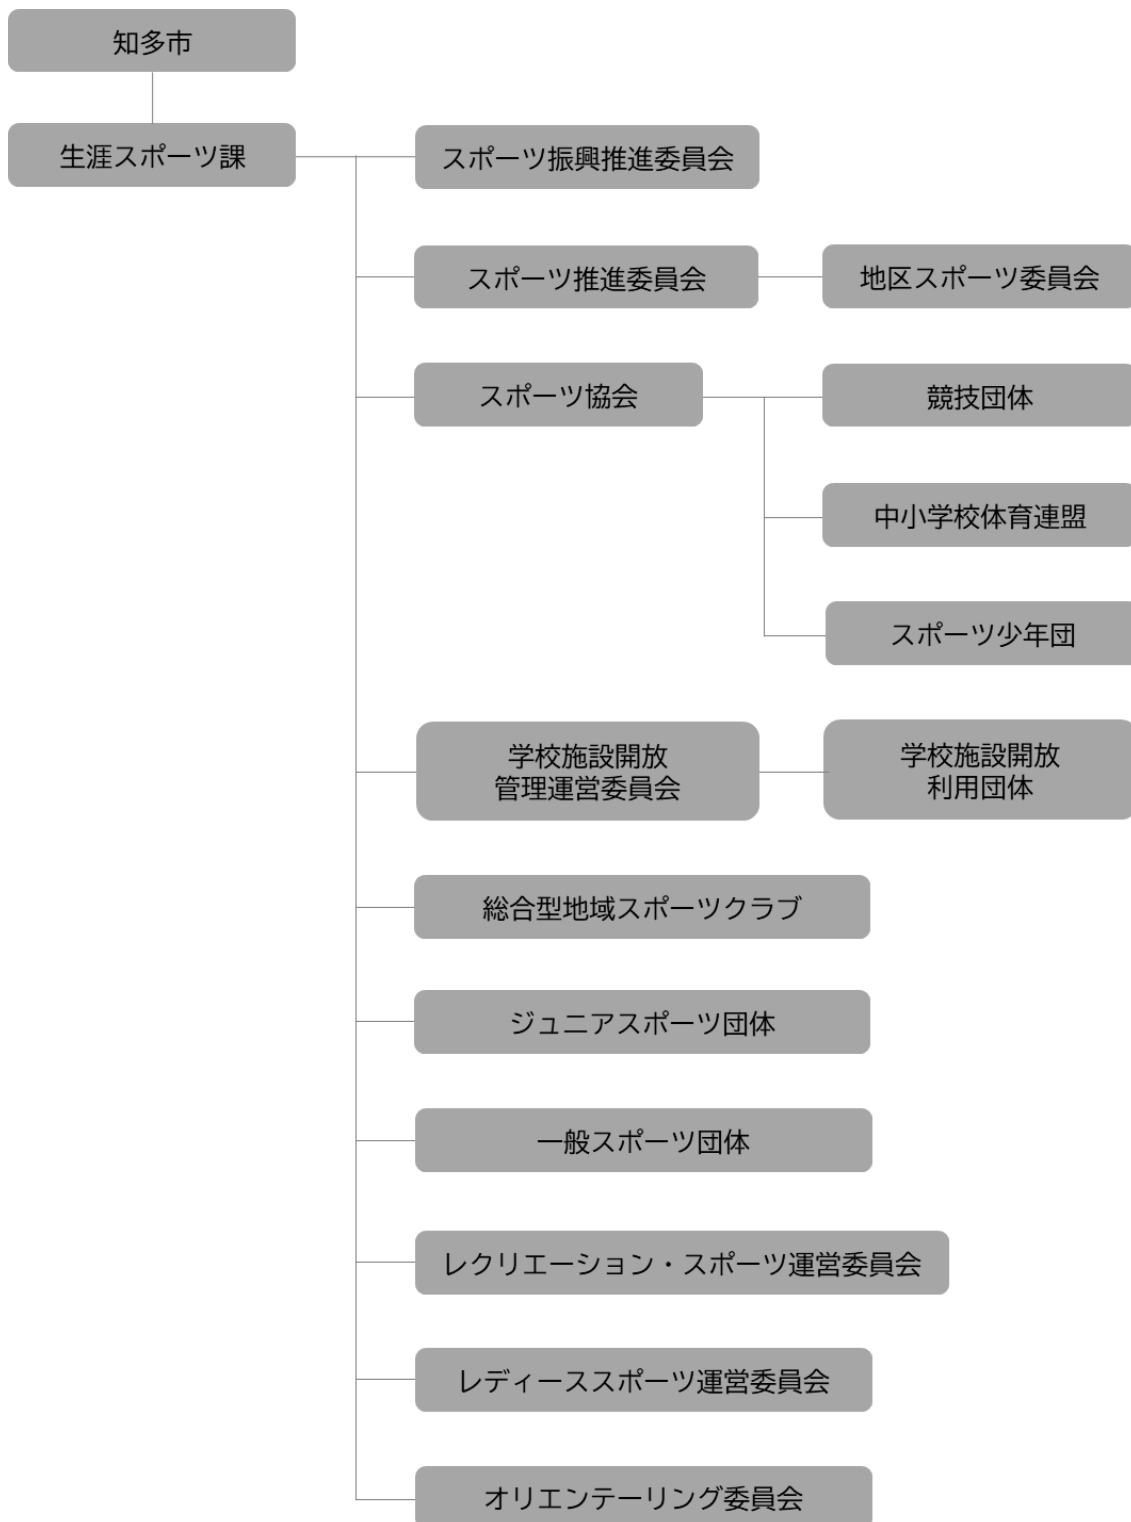 知多市
生涯スポーツ課
スポーツ振興推進委員会
スポーツ推進委員会
地区スポーツ委員会
スポーツ協会
競技団体
中小学校体育連盟
スポーツ少年団
学校施設開放
管理運営委員会
学校施設開放
利用団体
総合型地域スポーツクラブ
ジュニアスポーツ団体
一般スポーツ団体
レクリエーション・スポーツ運営委員会
レディーススポーツ運営委員会
オリエンテーリング委員会